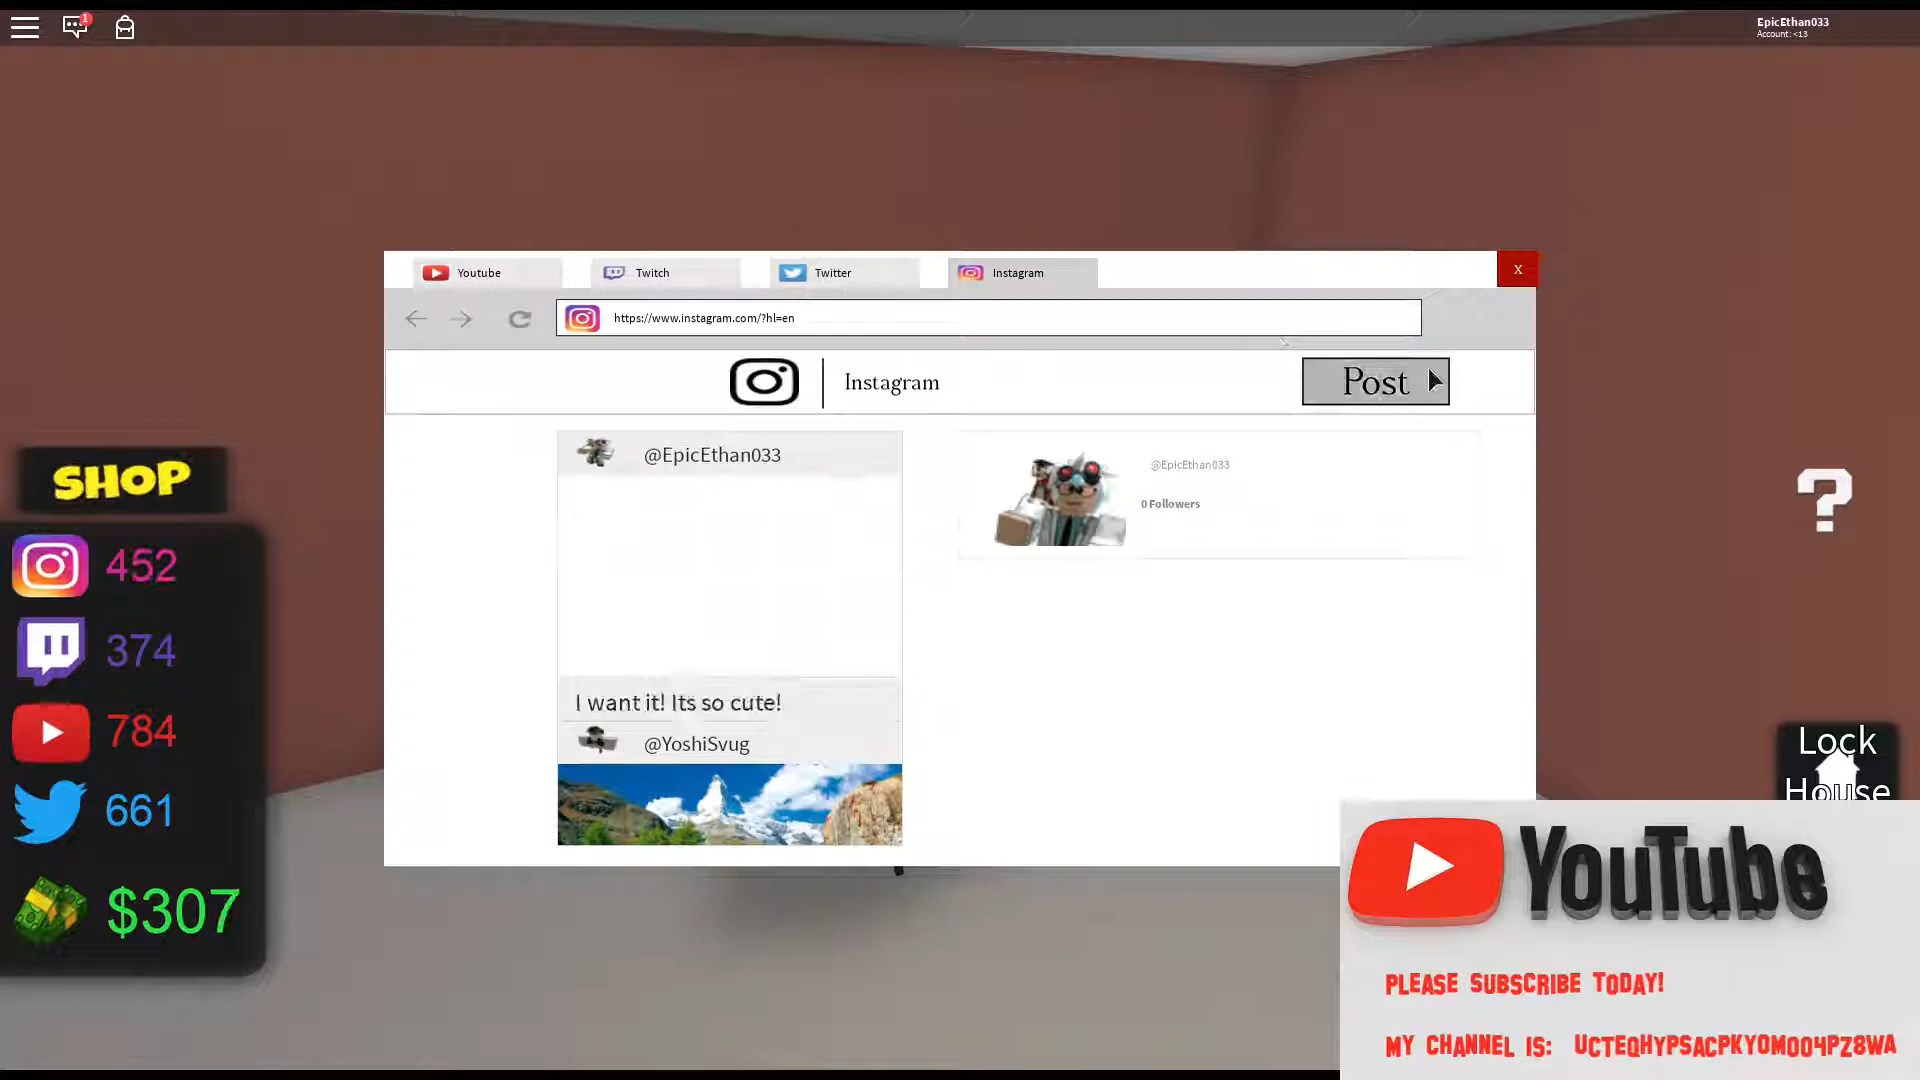 1
EpicEthan033
Account: <13
Youtube
Twitch
Twitter
Instagram
X
https://www.instagram.com/?hl=en
Instagram
Post
@EpicEthan033
@EpicEthan033
0 Followers
I want it! Its so cute!
@YoshiSvug
SHOP
452
374
784
661
$307
?
Lock
House
YouTube
PLEASE SUBSCRIBE TODAY!
MY CHANNEL IS: UCTEQHYPSACPKYOMOO4PZ8WA